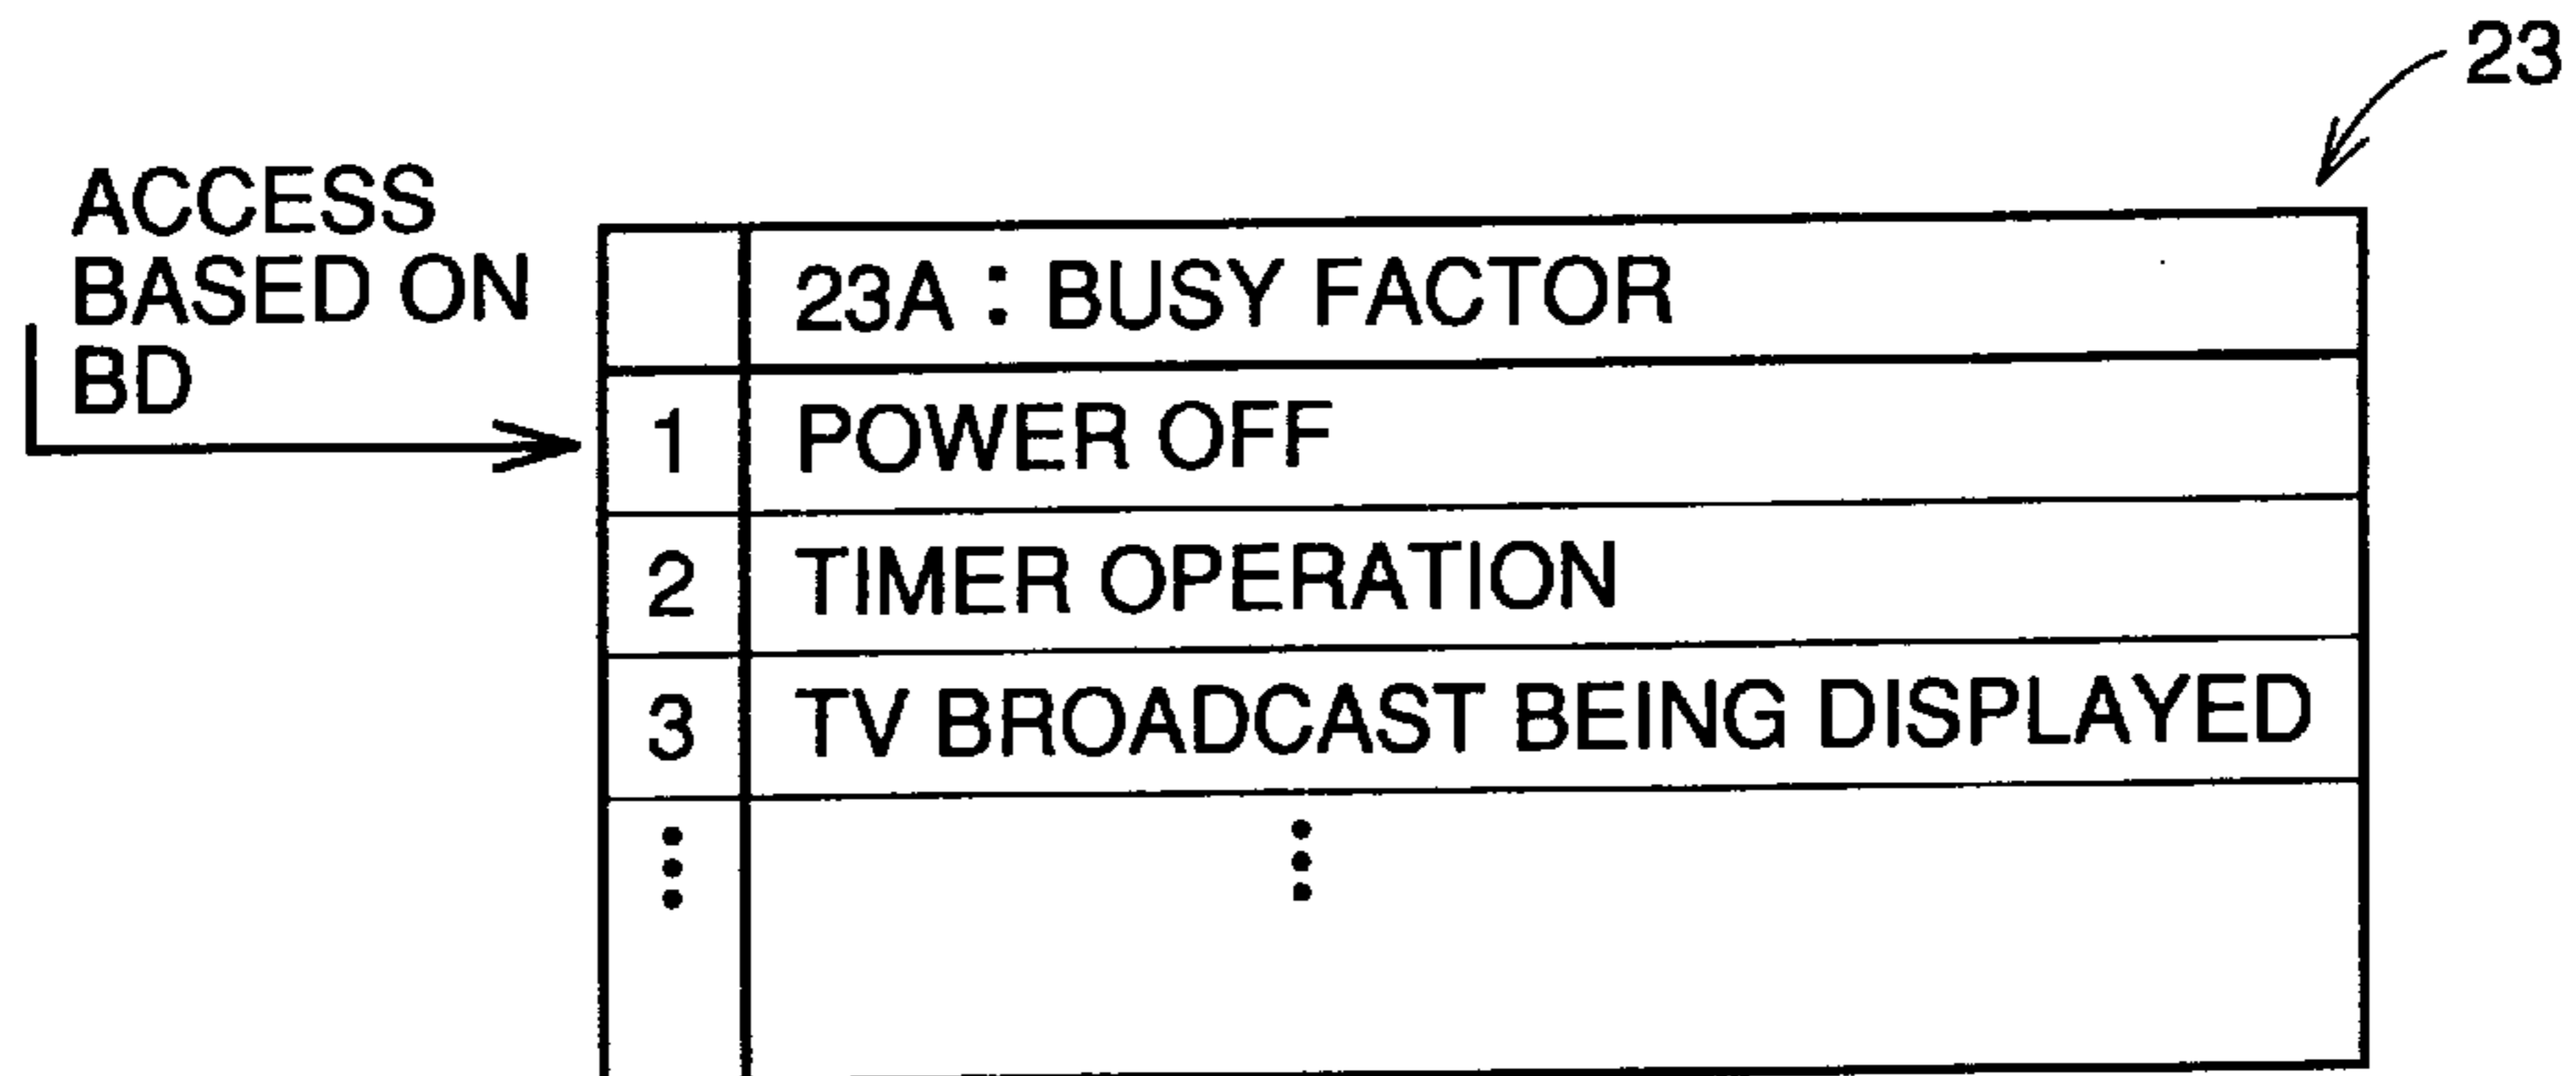 23
ACCESS
BASED ON
BD
23A : BUSY FACTOR
1 POWER OFF
2 TIMER OPERATION
3 TV BROADCAST BEING DISPLAYED
⋮ ⋮